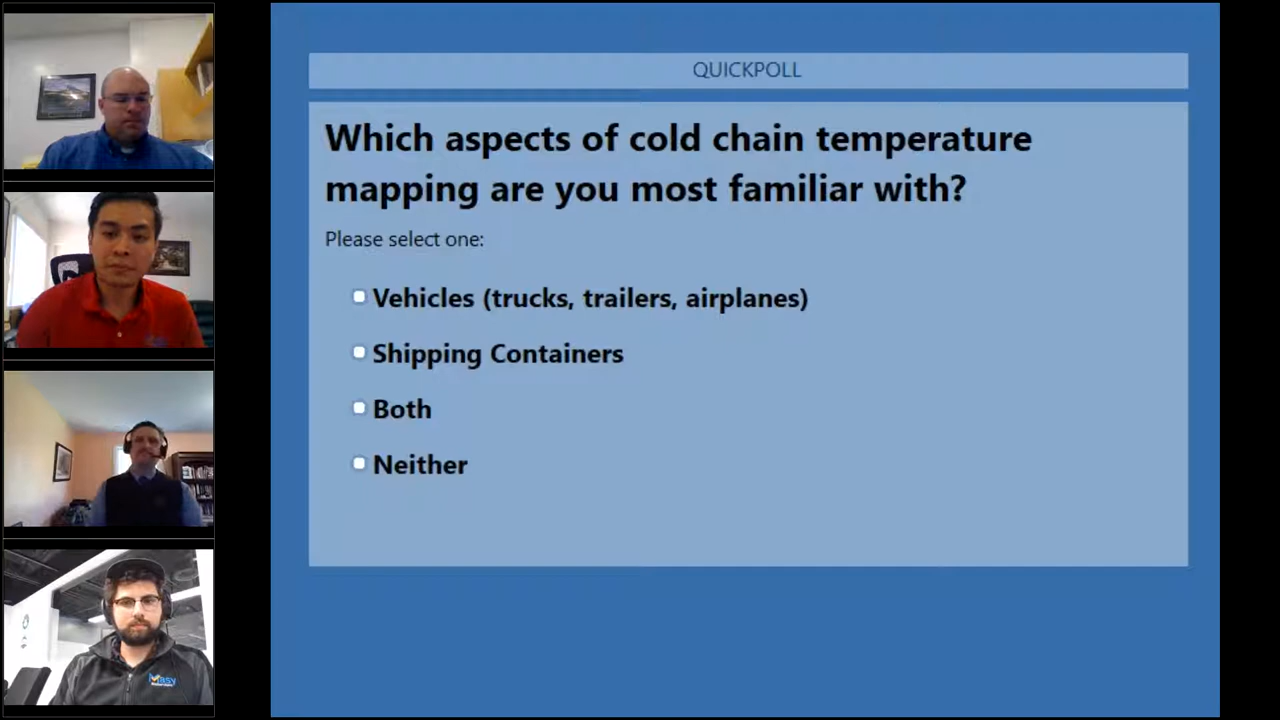 QUICKPOLL
Which aspects of cold chain temperature
mapping are you most familiar with?
Please select one:
Vehicles (trucks, trailers, airplanes)
Shipping Containers
Both
Neither
Masy